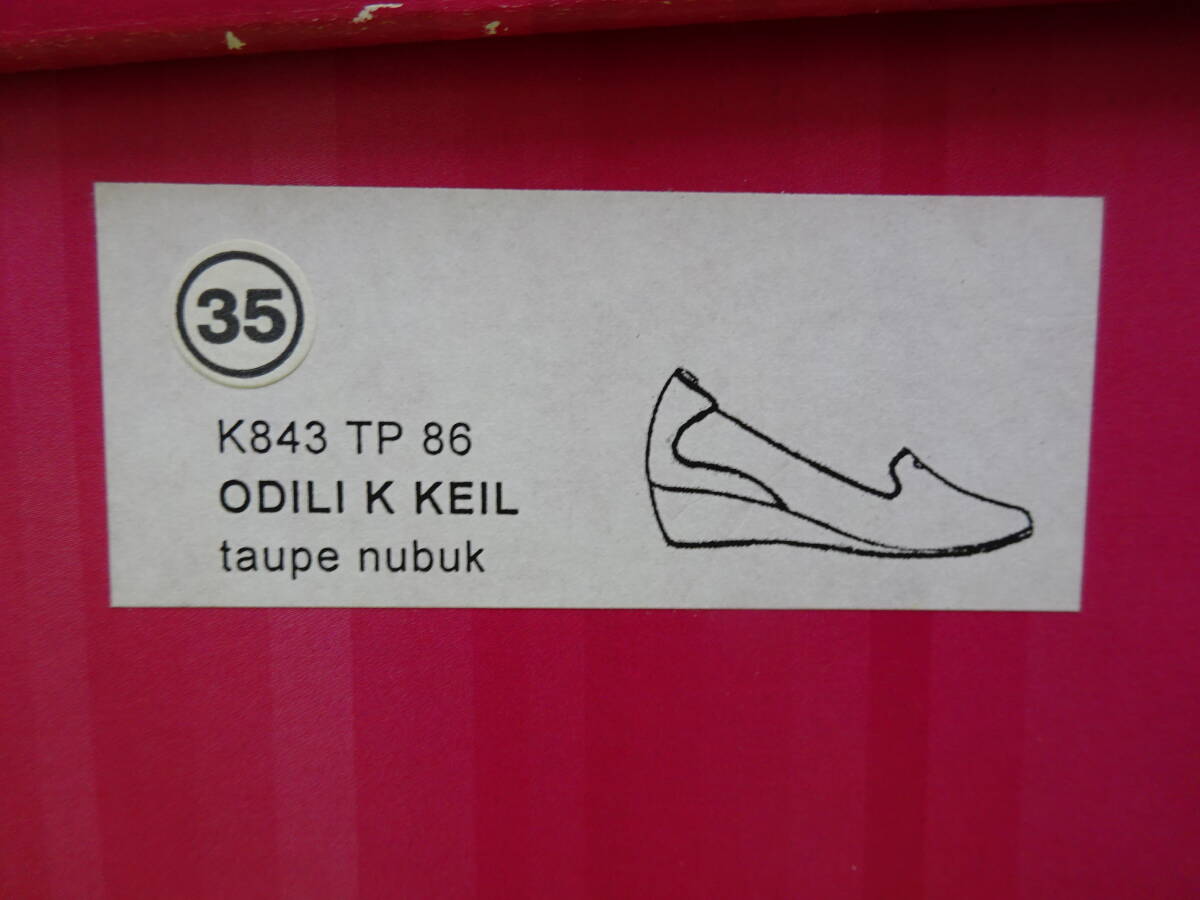 35
K843 TP 86
ODILI K KEIL
taupe nubuk